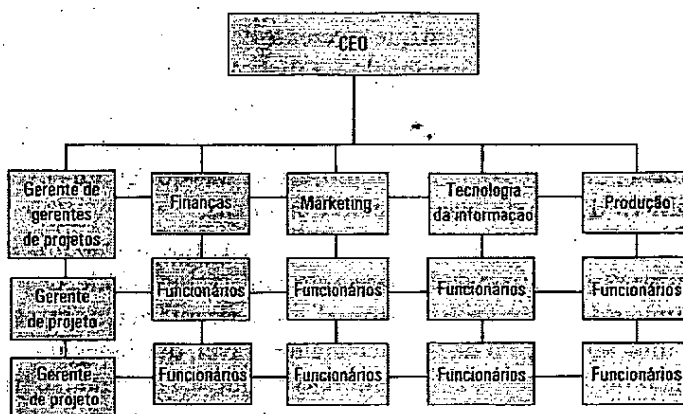 CEO
Gerente de
gerentes
de projetos
Finanças
Marketing
Tecnologia
da informação
Produção
Gerente
de projeto
Funcionários
Funcionários
Funcionários
Funcionários
Gerente
de projeto
Funcionários
Funcionários
Funcionários
Funcionários